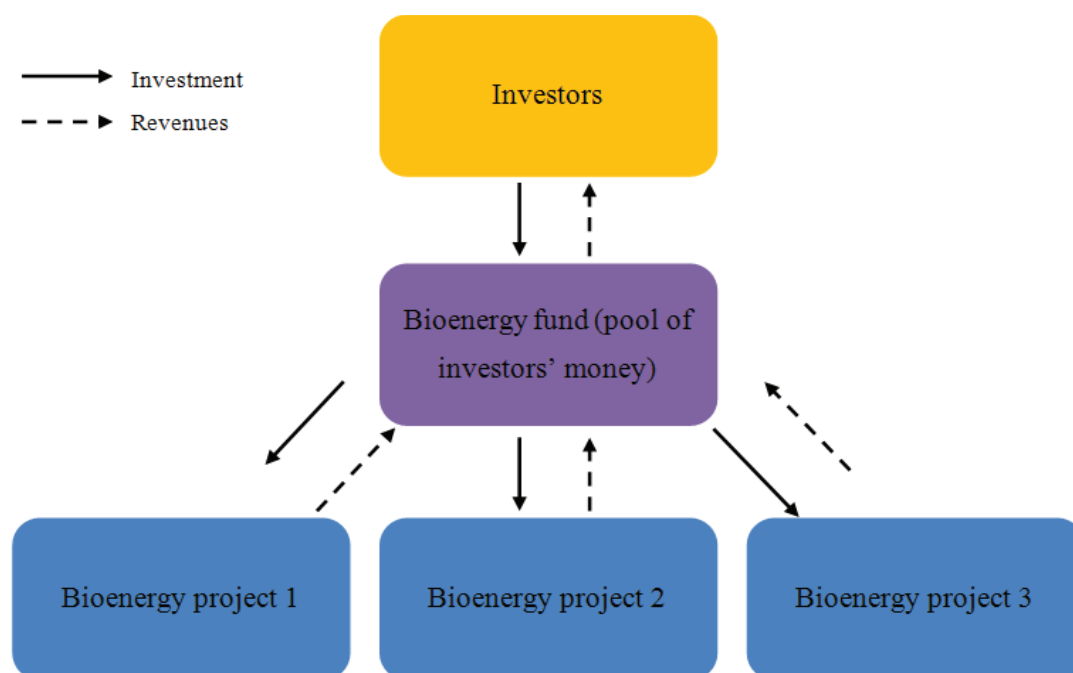 Investment
Revenues
Investors
Bioenergy fund (pool of
investors’ money)
Bioenergy project 1
Bioenergy project 2
Bioenergy project 3